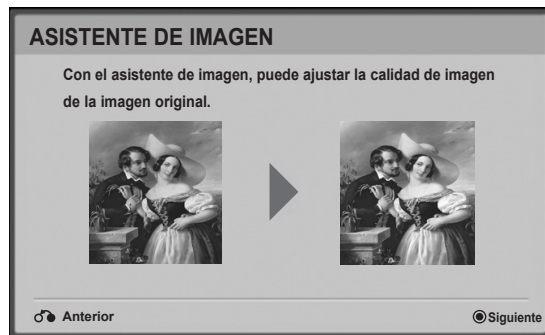 ASISTENTE DE IMAGEN
Con el asistente de imagen, puede ajustar la calidad de imagen
de la imagen original.
Anterior
Siguiente